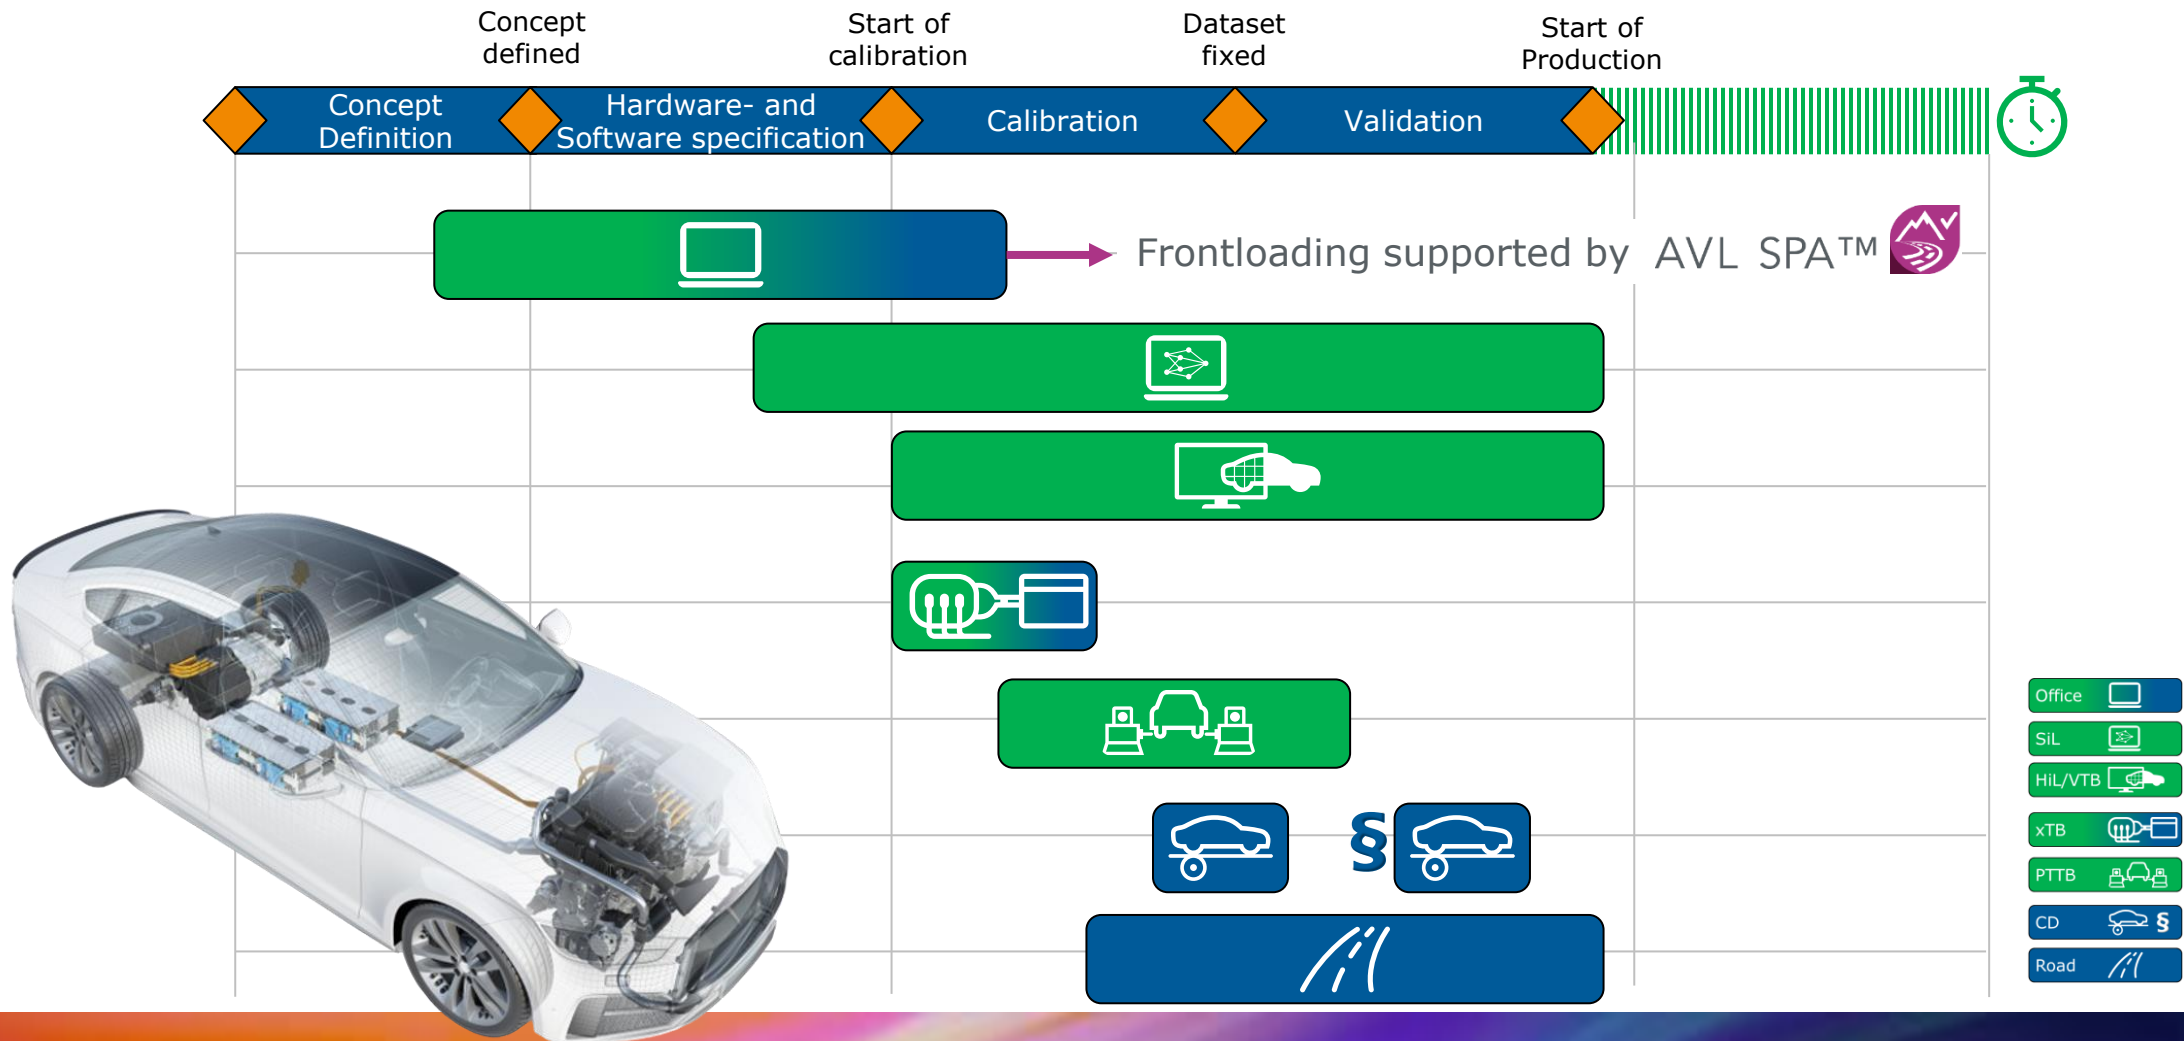 Concept
defined
Start of
calibration
Dataset
fixed
Start of
Production
Concept
Definition
Hardware- and
Software specification
Calibration
Validation
Frontloading supported by AVL SPA™
§
Office
SiL
HiL/VTB
xTB
PTTB
CD §
Road